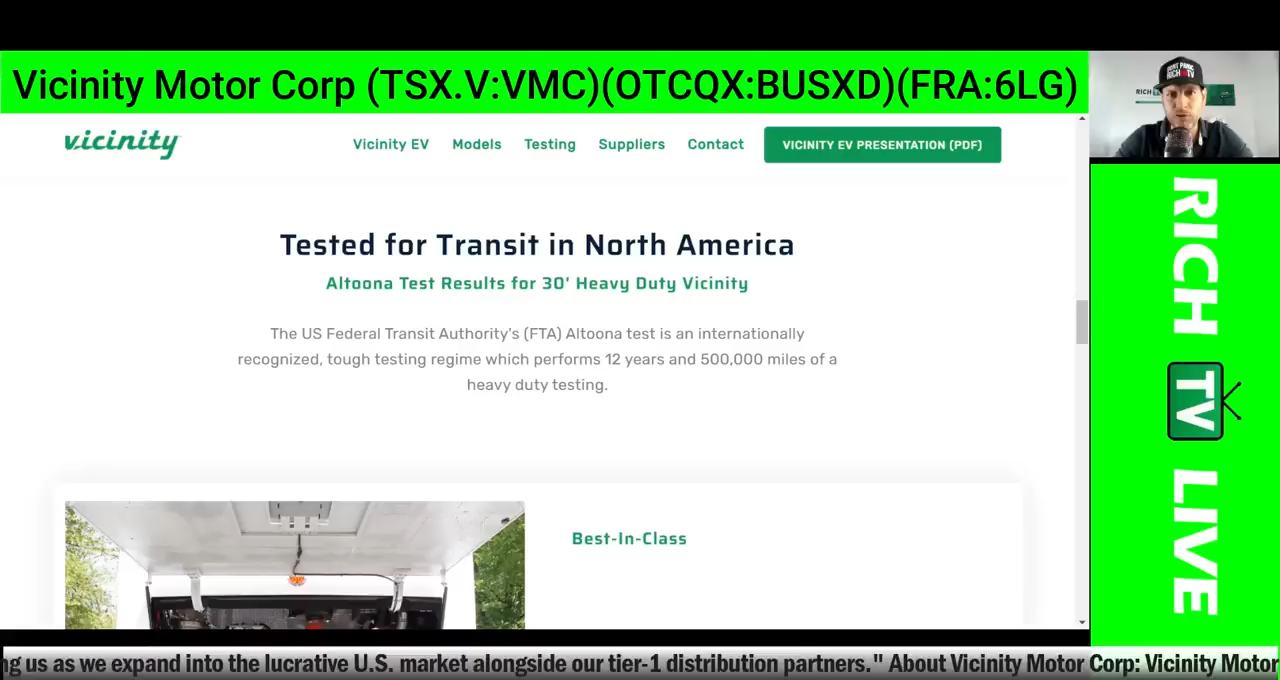 Vicinity Motor Corp (TSX.V:VMC)(OTCQX:BUSXD)(FRA:6LG)
vicinity
Vicinity EV Models Testing Suppliers Contact VICINITY EV PRESENTATION (PDF)
Tested for Transit in North America
Altoona Test Results for 30' Heavy Duty Vicinity
The US Federal Transit Authority's (FTA) Altoona test is an internationally
recognized, tough testing regime which performs 12 years and 500,000 miles of a
heavy duty testing.
Best-In-Class
RICH TV LIVE
ng us as we expand into the lucrative U.S. market alongside our tier-1 distribution partners." About Vicinity Motor Corp: Vicinity Motor